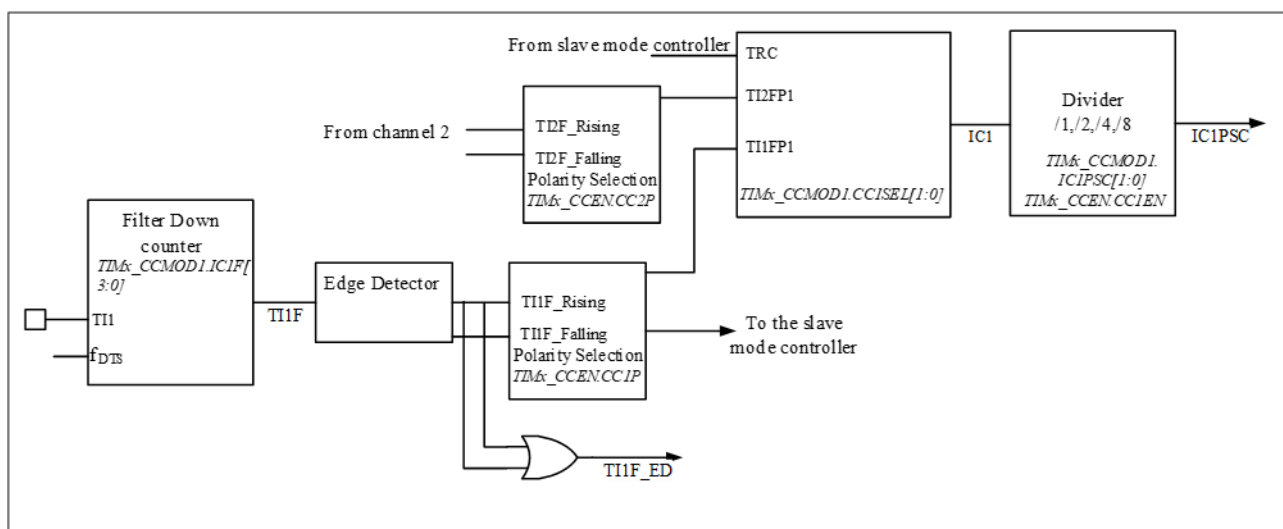 From slave mode controller
TRC
TI2FP1
TI1FP1
TIMx_CCMOD1.CC1SEL[1:0]
IC1
Divider
/1,/2,/4,/8
TIMx_CCMOD1.
IC1PSC[1:0]
TIMx_CCEN.CC1EN
IC1PSC
From channel 2
TI2F_Rising
TI2F_Falling
Polarity Selection
TIMx_CCEN.CC2P
Filter Down
counter
TIMx_CCMOD1.IC1F[
3:0]
TI1
fDTS
TI1F
Edge Detector
TI1F_Rising
TI1F_Falling
Polarity Selection
TIMx_CCEN.CC1P
To the slave
mode controller
TI1F_ED